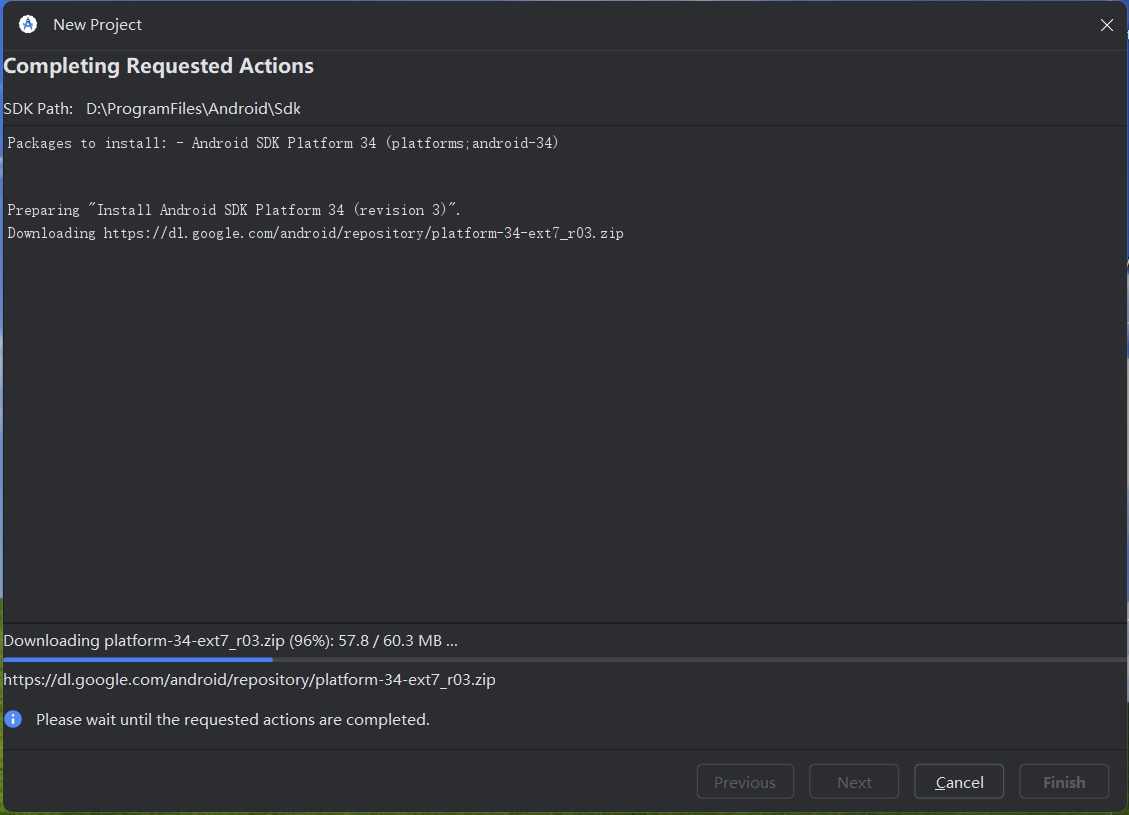 New Project
Completing Requested Actions
SDK Path: D:\ProgramFiles\Android\Sdk
Packages to install: - Android SDK Platform 34 (platforms;android-34)
Preparing "Install Android SDK Platform 34 (revision 3)".
Downloading https://dl.google.com/android/repository/platform-34-ext7_r03.zip
Downloading platform-34-ext7_r03.zip (96%): 57.8 / 60.3 MB ...
https://dl.google.com/android/repository/platform-34-ext7_r03.zip
Please wait until the requested actions are completed.
Previous Next Cancel Finish